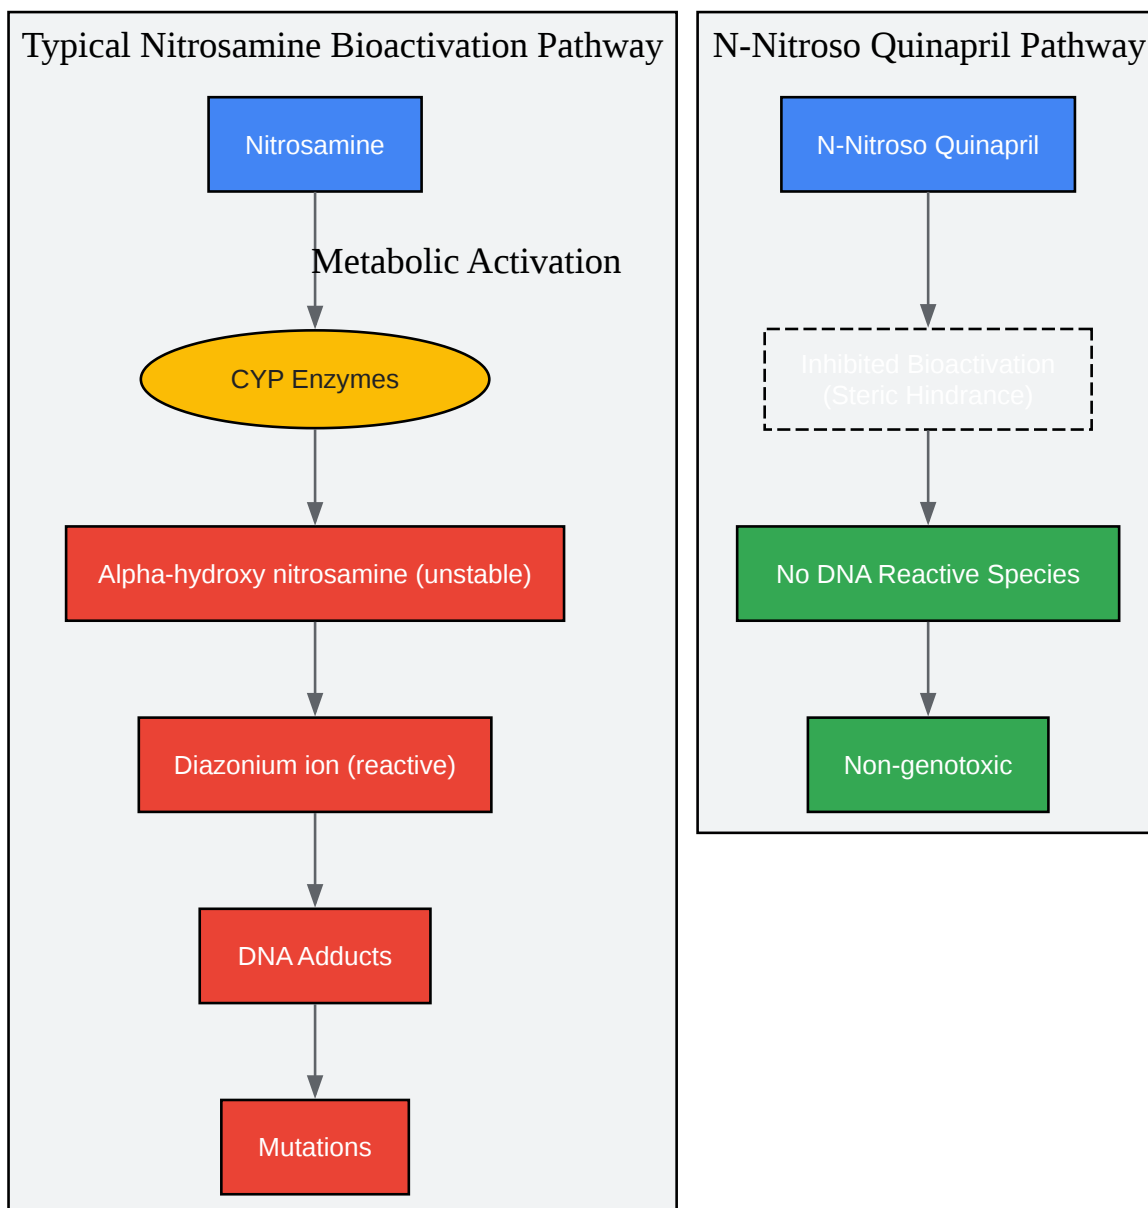 Typical Nitrosamine Bioactivation Pathway
Nitrosamine
Metabolic Activation
CYP Enzymes
Alpha-hydroxy nitrosamine (unstable)
Diazonium ion (reactive)
DNA Adducts
Mutations
N-Nitroso Quinapril Pathway
N-Nitroso Quinapril
Inhibited Bioactivation
(Steric Hindrance)
No DNA Reactive Species
Non-genotoxic